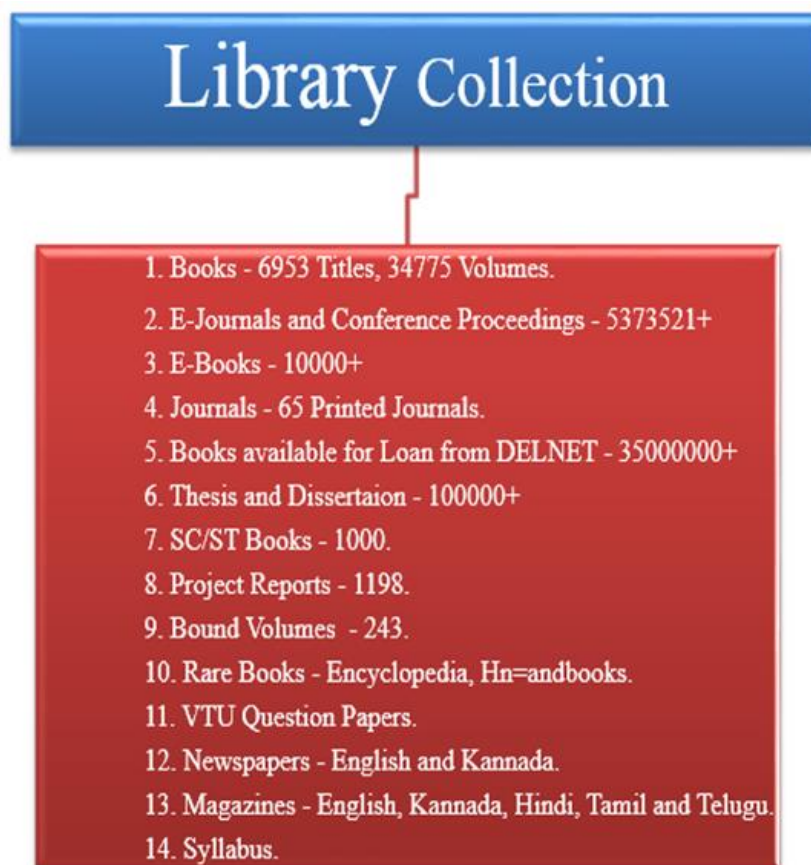 Library Collection
1. Books - 6953 Titles, 34775 Volumes.
2. E-Journals and Conference Proceedings - 5373521+
3. E-Books - 10000+
4. Journals - 65 Printed Journals.
5. Books available for Loan from DELNET - 35000000+
6. Thesis and Dissertaion - 100000+
7. SC/ST Books - 1000.
8. Project Reports - 1198.
9. Bound Volumes - 243.
10. Rare Books - Encyclopedia, Hn=andbooks.
11. VTU Question Papers.
12. Newspapers - English and Kannada.
13. Magazines - English, Kannada, Hindi, Tamil and Telugu.
14. Syllabus.